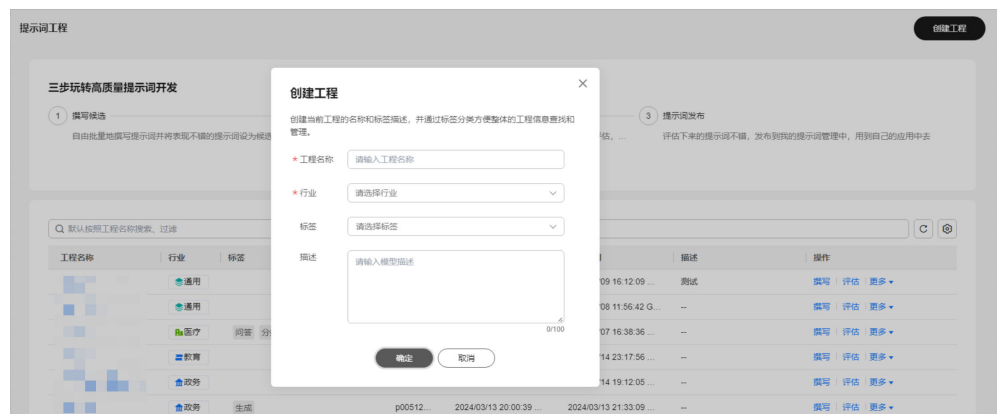 提示词工程
创建工程
三步玩转高质量提示词开发
1 撰写候选
自由批量地撰写提示词并将表现不错的提示词设为候选
估，...
3 提示词发布
评估下来的提示词不错，发布到我的提示词管理中，用到自己的应用中去
创建工程
创建当前工程的名称和标签描述，并通过标签分类方便整体的工程信息查找和
管理。
* 工程名称 请输入工程名称
* 行业 请选择行业
标签 请选择标签
描述 请输入模型描述
0/100
确定 取消
默认按照工程名称搜索、过滤
工程名称 行业 标签 描述 操作
通用 09 16:12:09 ... 测试 撰写 评估 更多
通用 08 11:56:42 G... -- 撰写 评估 更多
医疗 问答 07 16:38:36 ... -- 撰写 评估 更多
教育 14 23:17:56 ... -- 撰写 评估 更多
政务 14 19:12:05 ... -- 撰写 评估 更多
政务 生成 p00512... 2024/03/13 20:00:39 ... 2024/03/13 21:33:09 ... -- 撰写 评估 更多